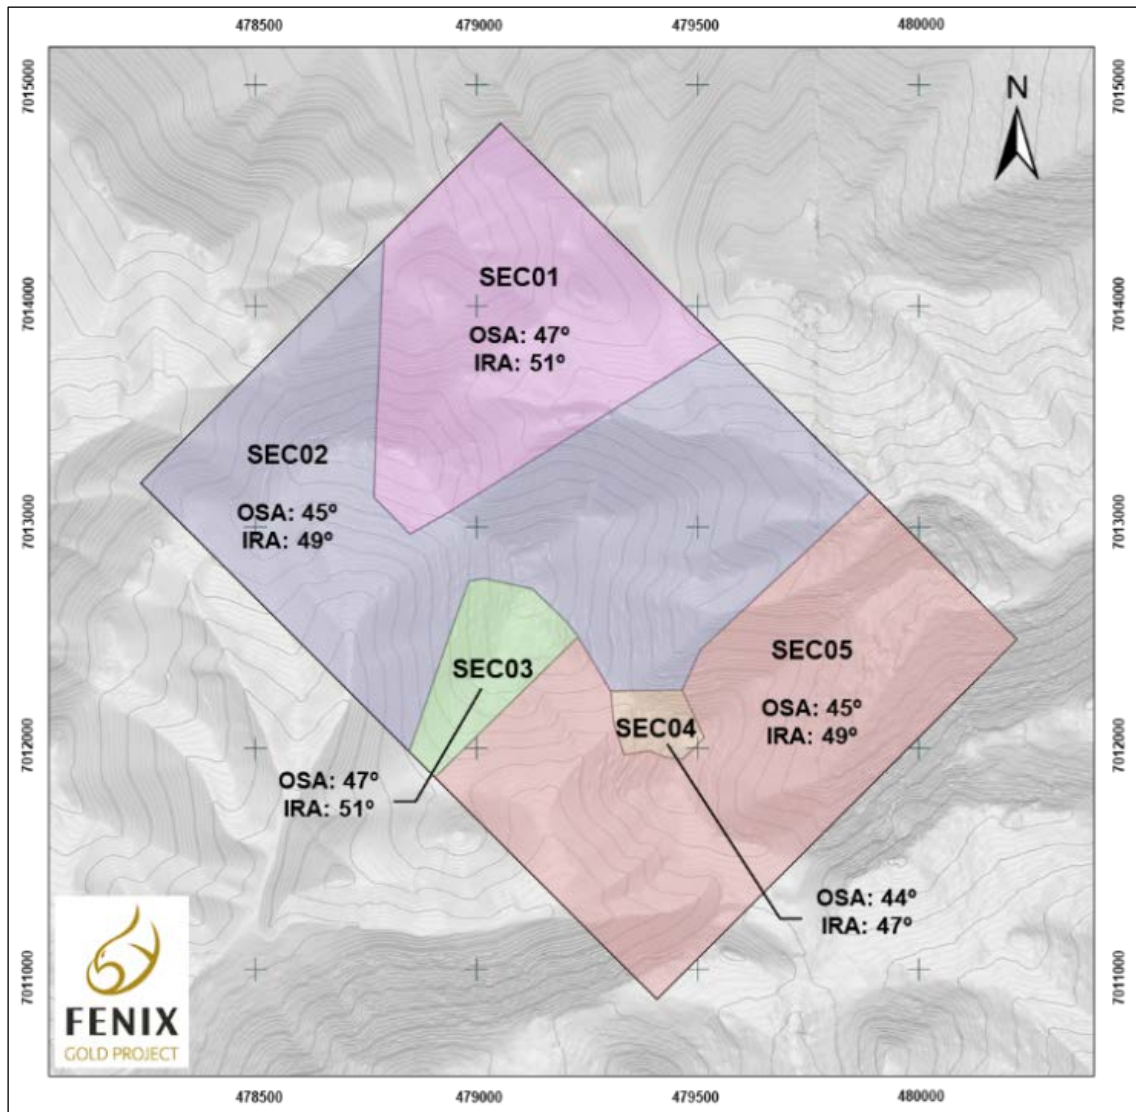 478500 479000 479500 480000
7015000 7015000
N
SEC01
7014000 7014000
OSA: 47º
IRA: 51º
SEC02
OSA: 45º
IRA: 49º
7013000 7013000
SEC05
SEC03
OSA: 45º
IRA: 49º
SEC04
7012000 7012000
OSA: 47º
IRA: 51º
OSA: 44º
IRA: 47º
7011000 7011000
FENIX
GOLD PROJECT
478500 479000 479500 480000